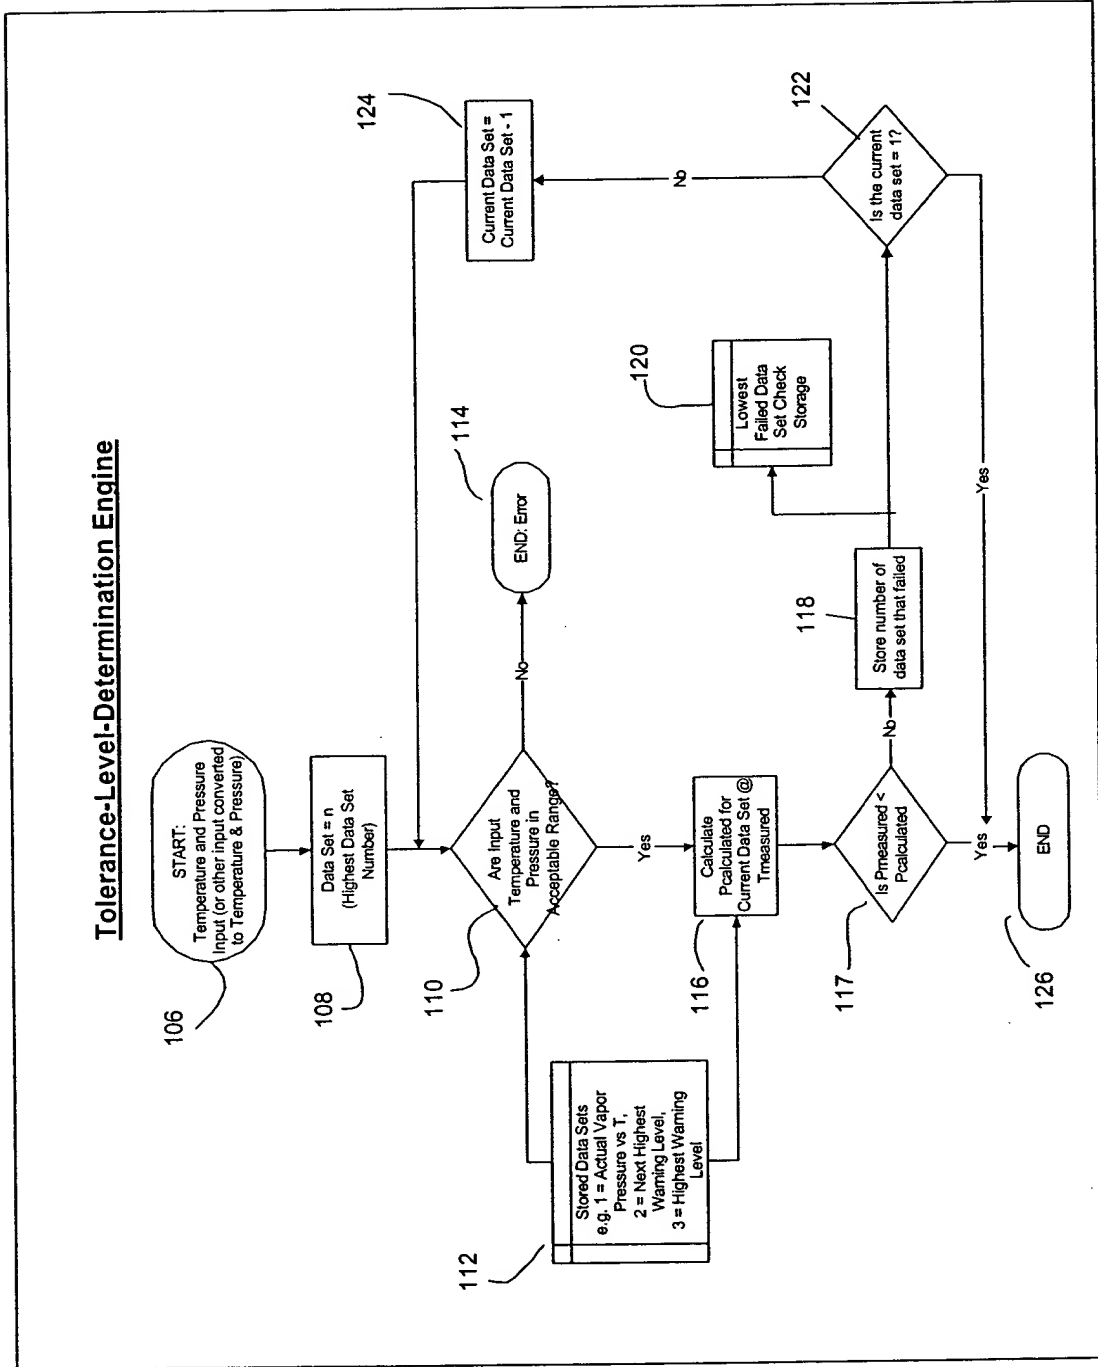 Tolerance-Level-Determination Engine
START:
Temperature and Pressure
Input (or other input converted
to Temperature & Pressure)
106
Data Set = n
(Highest Data Set
Number)
108
Are Input
Temperature and
Pressure in
Acceptable Range?
110
No
END: Error
114
Yes
Stored Data Sets
e.g. 1 = Actual Vapor
Pressure vs T,
2 = Next Highest
Warning Level,
3 = Highest Warning
Level
112
Calculate
Pcalculated for
Current Data Set @
Tmeasured
116
Is Pmeasured <
Pcalculated
117
No
Store number of
data set that failed
118
Lowest
Failed Data
Set Check
Storage
120
Is the current
data set = 1?
122
No
Current Data Set =
Current Data Set - 1
124
Yes
Yes
END
126